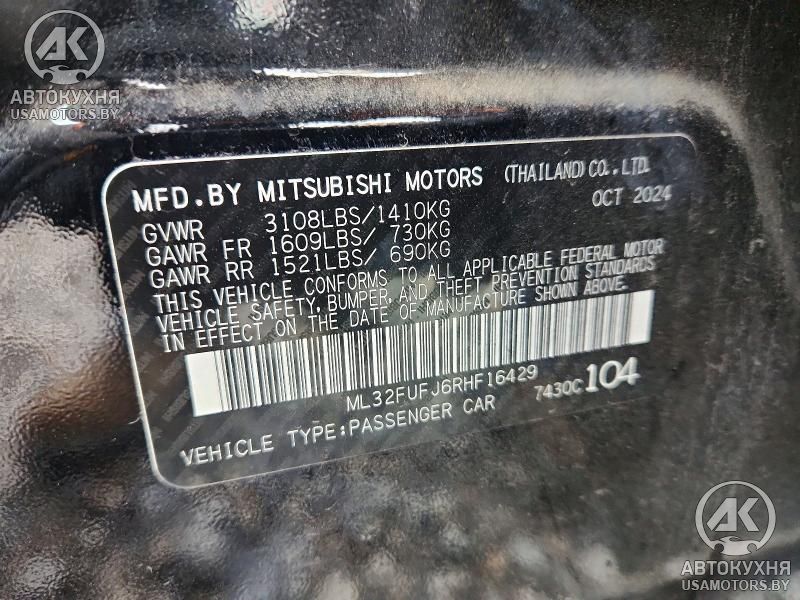 AK
АВТОКУХНЯ
USAMOTORS.BY
MFD.BY MITSUBISHI MOTORS (THAILAND)CO.,LTD.
OCT 2024
GVWR 3108LBS/1410KG
GAWR FR 1609LBS/ 730KG
GAWR RR 1521LBS/ 690KG
THIS VEHICLE CONFORMS TO ALL APPLICABLE FEDERAL MOTOR
VEHICLE SAFETY, BUMPER, AND THEFT PREVENTION STANDARDS
IN EFFECT ON THE DATE OF MANUFACTURE SHOWN ABOVE.
ML32FUFJ6RHF16429
7430C 104
VEHICLE TYPE:PASSENGER CAR
AK
АВТОКУХНЯ
USAMOTORS.BY